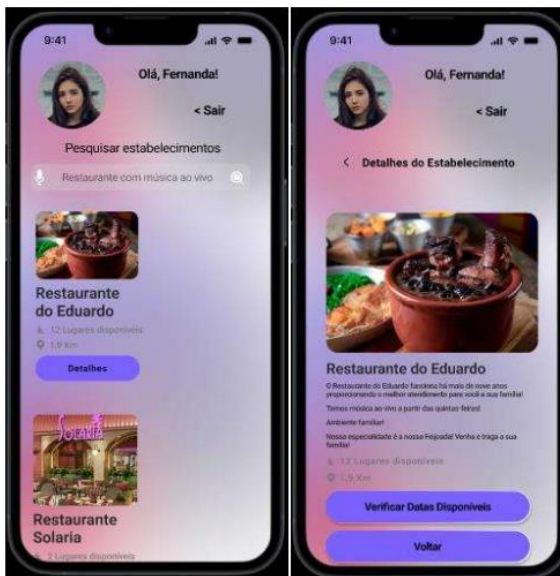 9:41
Olá, Fernanda!
< Sair
Pesquisar estabelecimentos
Restaurante com música ao vivo
Restaurante
do Eduardo
12 Lugares disponíveis
1,9 Km
Detalhes
SOLARIA
Restaurante
Solaria
2 Lugares disponíveis
9:41
Olá, Fernanda!
< Sair
< Detalhes do Estabelecimento
Restaurante do Eduardo
O Restaurante do Eduardo funciona há mais de nove anos
proporcionando o melhor atendimento para você e sua família!
Temos música ao vivo a partir das quintas-feiras!
Ambiente familiar!
Nossa especialidade é a nossa Feijoada! Venha e traga a sua
família!
12 Lugares disponíveis
1,9 Km
Verificar Datas Disponíveis
Voltar